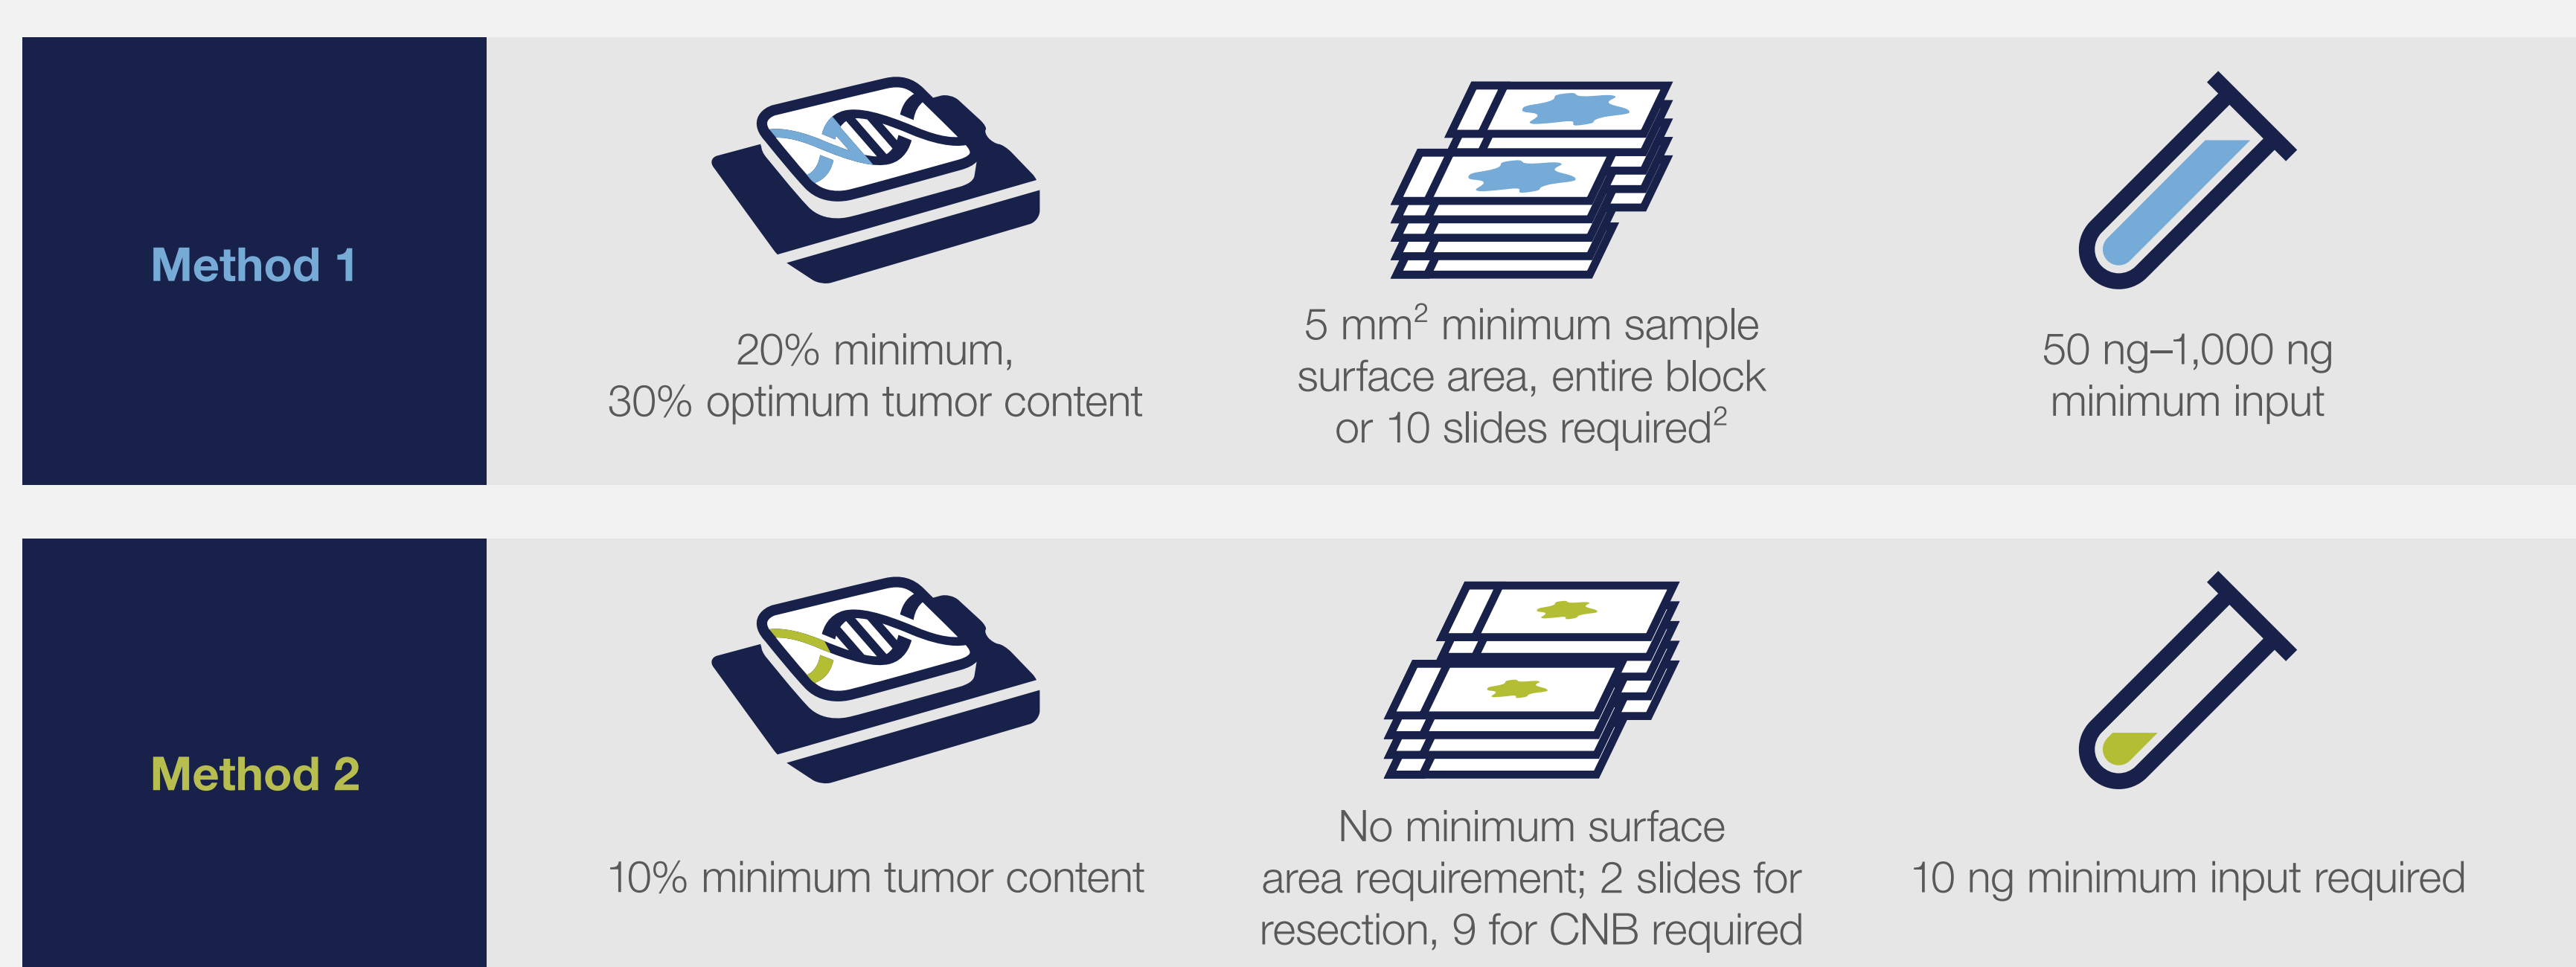 Method 1
20% minimum,
30% optimum tumor content
5 mm² minimum sample
surface area, entire block
or 10 slides required²
50 ng–1,000 ng
minimum input
Method 2
10% minimum tumor content
No minimum surface
area requirement; 2 slides for
resection, 9 for CNB required
10 ng minimum input required